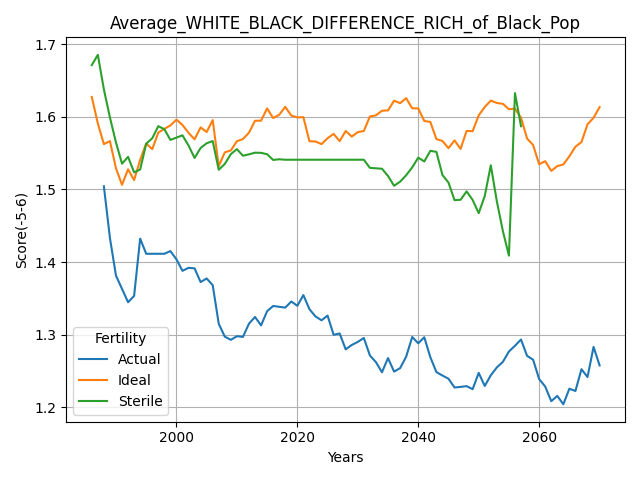 Average_WHITE_BLACK_DIFFERENCE_RICH_of_Black_Pop
Score(-5-6)
1.7
1.6
1.5
1.4
1.3
1.2
Fertility
Actual
Ideal
Sterile
2000 2020 2040 2060
Years